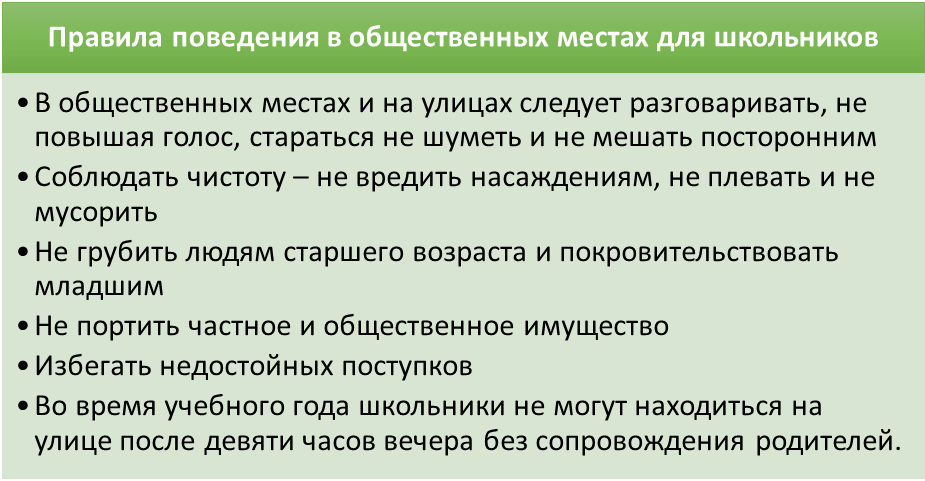 Правила поведения в общественных местах для школьников
• В общественных местах и на улицах следует разговаривать, не
повышая голос, стараться не шуметь и не мешать посторонним
• Соблюдать чистоту – не вредить насаждениям, не плевать и не
мусорить
• Не грубить людям старшего возраста и покровительствовать
младшим
• Не портить частное и общественное имущество
• Избегать недостойных поступков
• Во время учебного года школьники не могут находиться на
улице после девяти часов вечера без сопровождения родителей.